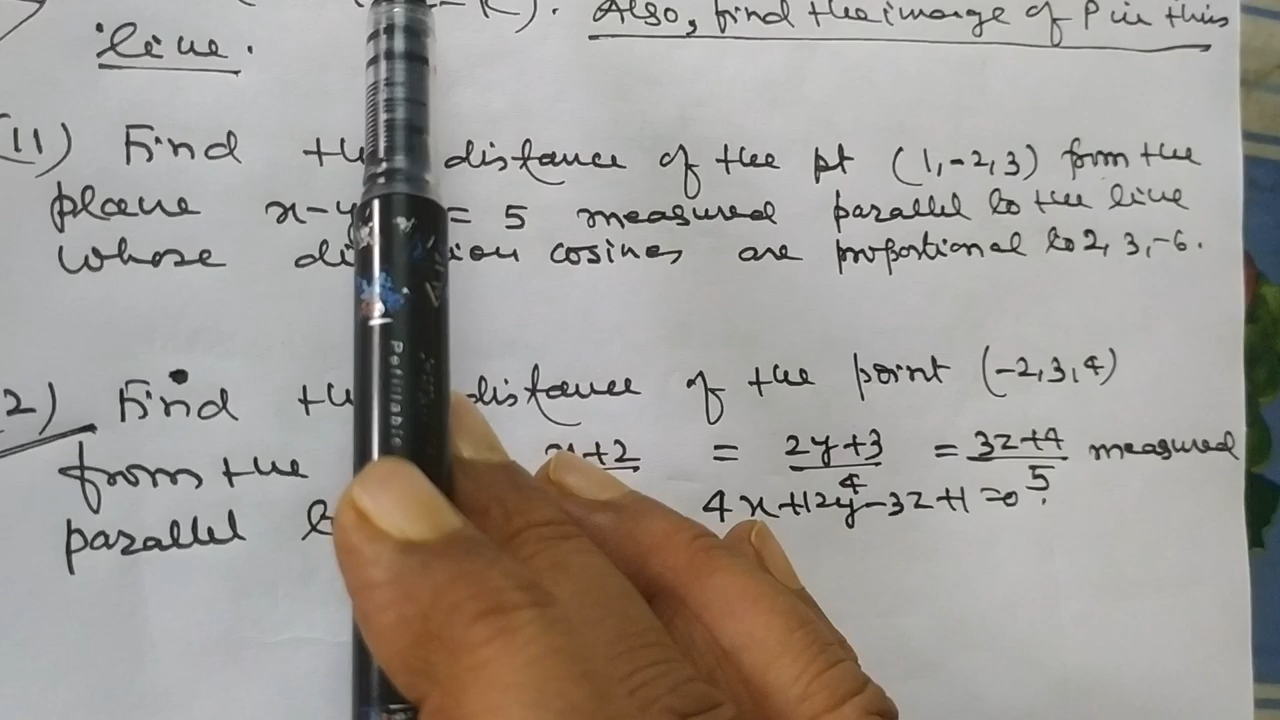 Also, find the image of P in this
line.
(11) Find distance of the pt (1,-2,3) form the
plane x-y = 5 measured parallel to the line
whose cosines are proportional to 2, 3, -6.
2) Find distance of the point (-2,3,4)
from the x+2 = 2y+3/4 = 3z+4/5 measured
parallel 4x+12y-3z+1=0.